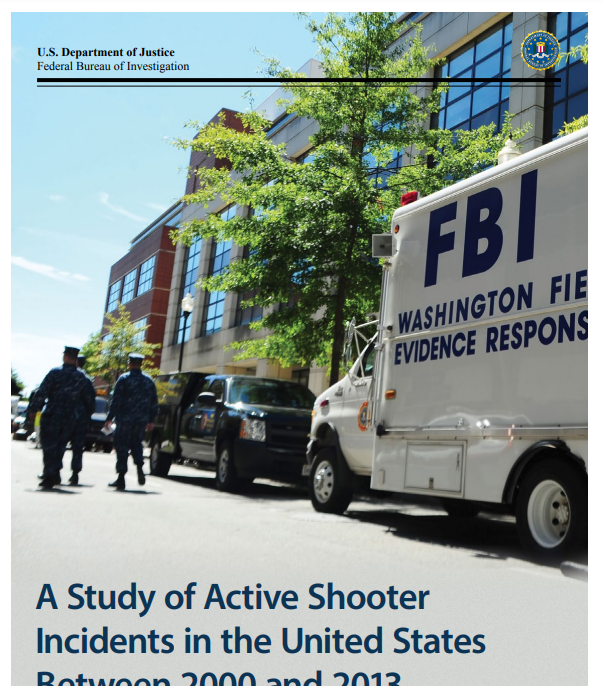 U.S. Department of Justice
Federal Bureau of Investigation
FBI
WASHINGTON FIE
EVIDENCE RESPONS
A Study of Active Shooter
Incidents in the United States
Between 2000 and 2013